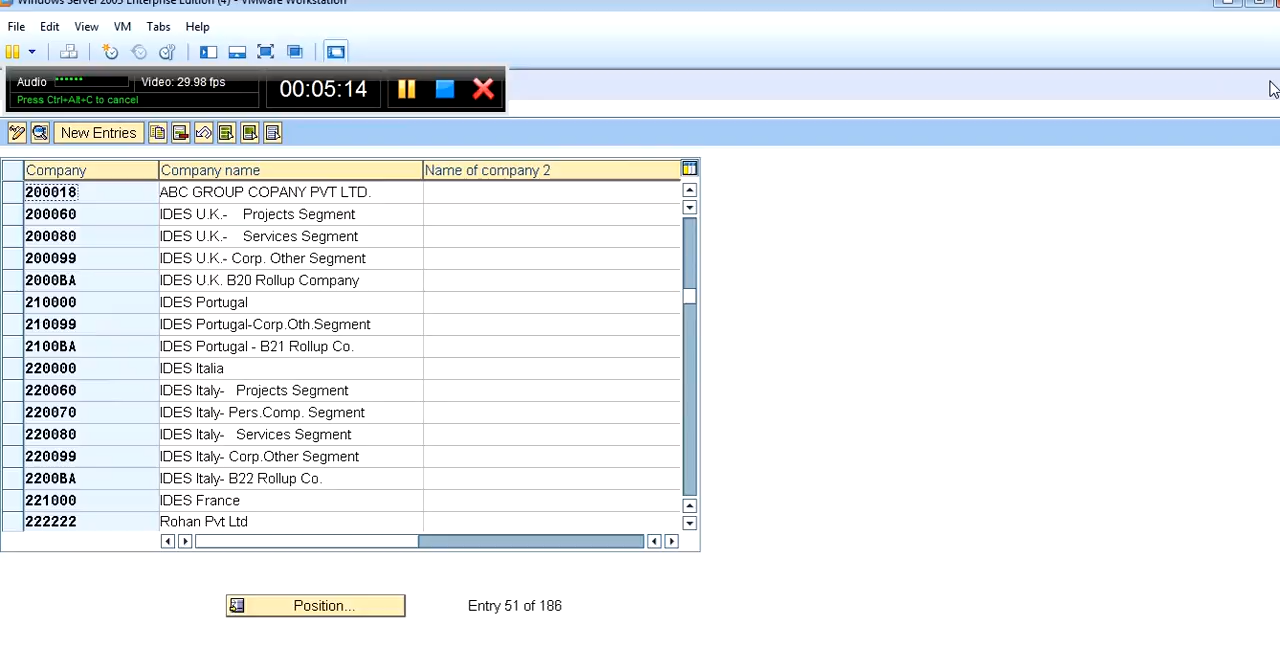 Windows Server 2003 Enterprise Edition (4) - VMware Workstation
File Edit View VM Tabs Help
Audio Video: 29.98 fps 00:05:14
Press Ctrl+Alt+C to cancel
New Entries
Company Company name Name of company 2
200018 ABC GROUP COPANY PVT LTD.
200060 IDES U.K.- Projects Segment
200080 IDES U.K.- Services Segment
200099 IDES U.K.- Corp. Other Segment
2000BA IDES U.K. B20 Rollup Company
210000 IDES Portugal
210099 IDES Portugal-Corp.Oth.Segment
2100BA IDES Portugal - B21 Rollup Co.
220000 IDES Italia
220060 IDES Italy- Projects Segment
220070 IDES Italy- Pers.Comp. Segment
220080 IDES Italy- Services Segment
220099 IDES Italy- Corp.Other Segment
2200BA IDES Italy- B22 Rollup Co.
221000 IDES France
222222 Rohan Pvt Ltd
Position... Entry 51 of 186